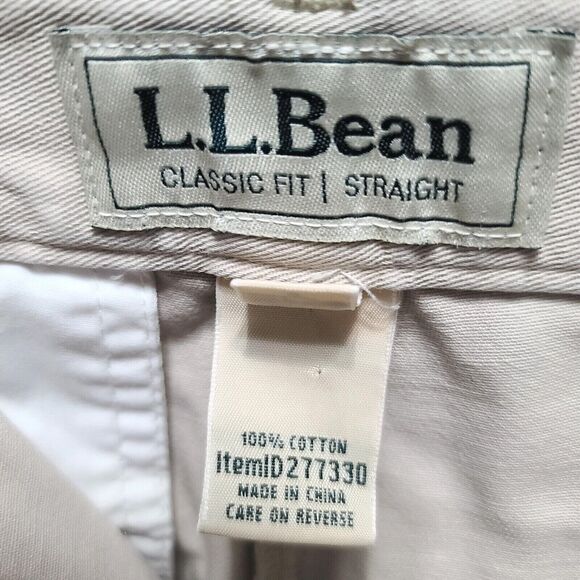 L.L.Bean
CLASSIC FIT | STRAIGHT
100% COTTON
ItemID277330
MADE IN CHINA
CARE ON REVERSE